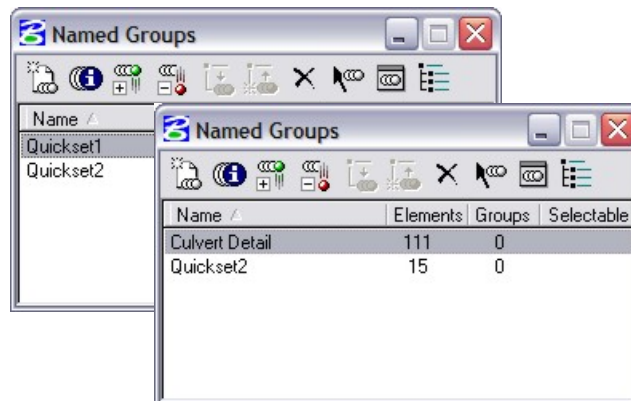 Named Groups
Name
Quickset1
Quickset2
Named Groups
Name Elements Groups Selectable
Culvert Detail 111 0
Quickset2 15 0